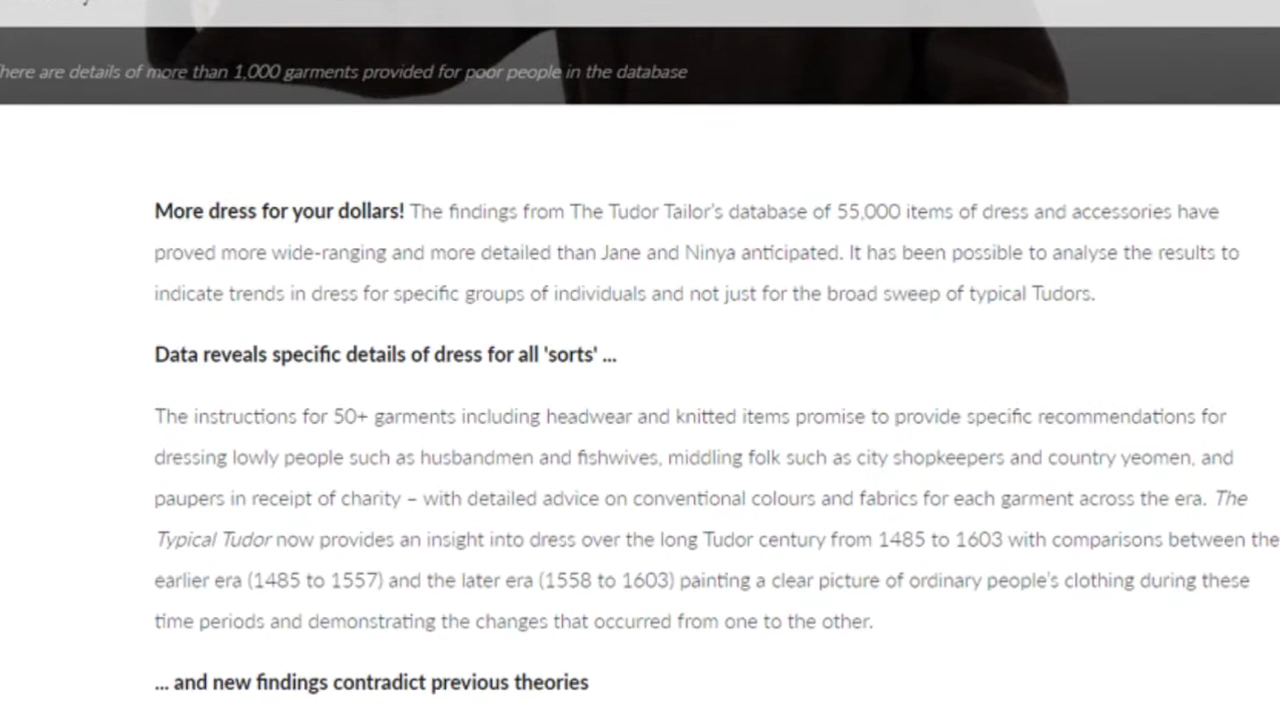 here are details of more than 1,000 garments provided for poor people in the database
More dress for your dollars! The findings from The Tudor Tailor's database of 55,000 items of dress and accessories have
proved more wide-ranging and more detailed than Jane and Ninya anticipated. It has been possible to analyse the results to
indicate trends in dress for specific groups of individuals and not just for the broad sweep of typical Tudors.
Data reveals specific details of dress for all 'sorts' ...
The instructions for 50+ garments including headwear and knitted items promise to provide specific recommendations for
dressing lowly people such as husbandmen and fishwives, middling folk such as city shopkeepers and country yeomen, and
paupers in receipt of charity – with detailed advice on conventional colours and fabrics for each garment across the era. The
Typical Tudor now provides an insight into dress over the long Tudor century from 1485 to 1603 with comparisons between the
earlier era (1485 to 1557) and the later era (1558 to 1603) painting a clear picture of ordinary people's clothing during these
time periods and demonstrating the changes that occurred from one to the other.
... and new findings contradict previous theories